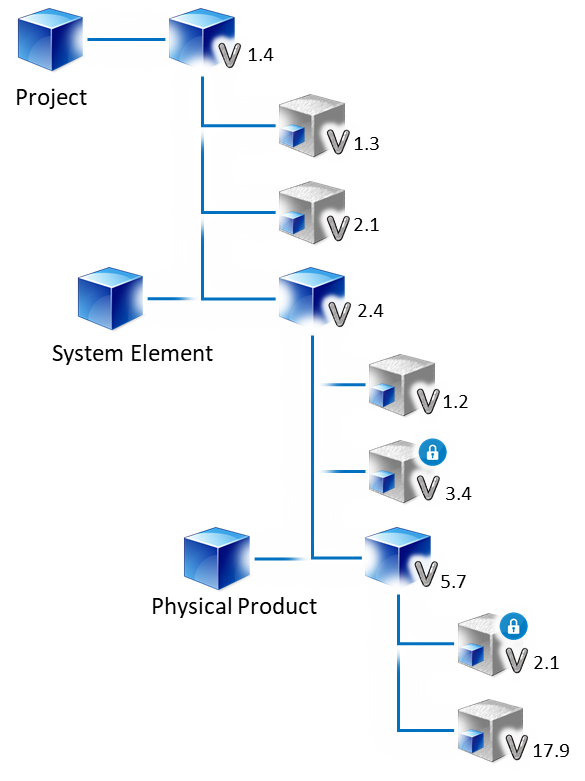 V 1.4
Project
V 1.3
V 2.1
V 2.4
System Element
V 1.2
V 3.4
V 5.7
Physical Product
V 2.1
V 17.9